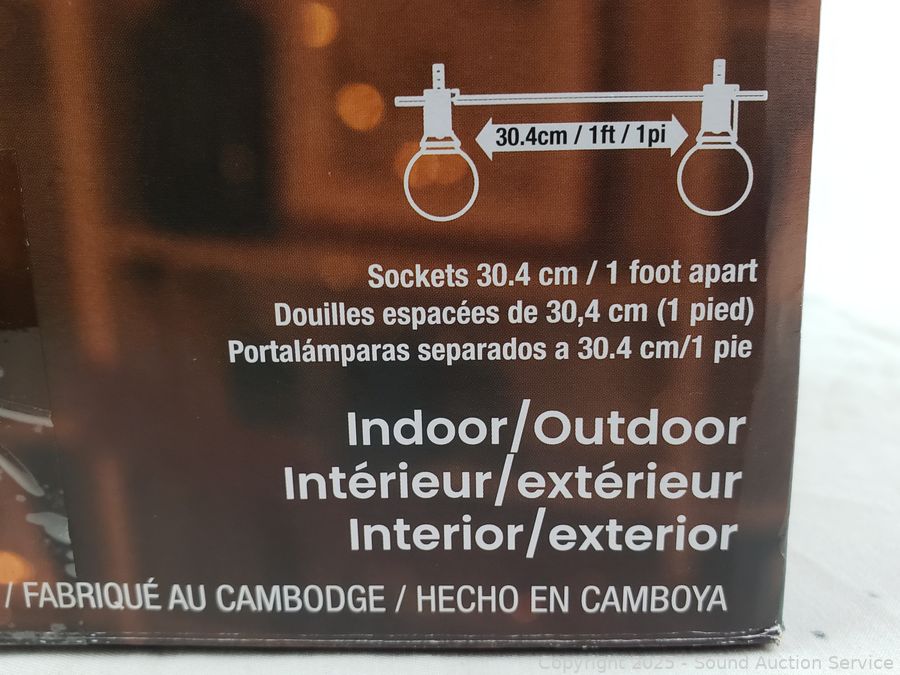 30.4cm / 1ft / 1pi
Sockets 30.4 cm / 1 foot apart
Douilles espacées de 30,4 cm (1 pied)
Portalámparas separados a 30.4 cm/1 pie
Indoor/Outdoor
Intérieur/extérieur
Interior/exterior
/ FABRIQUÉ AU CAMBODGE / HECHO EN CAMBOYA
Copyright 2025 - Sound Auction Service